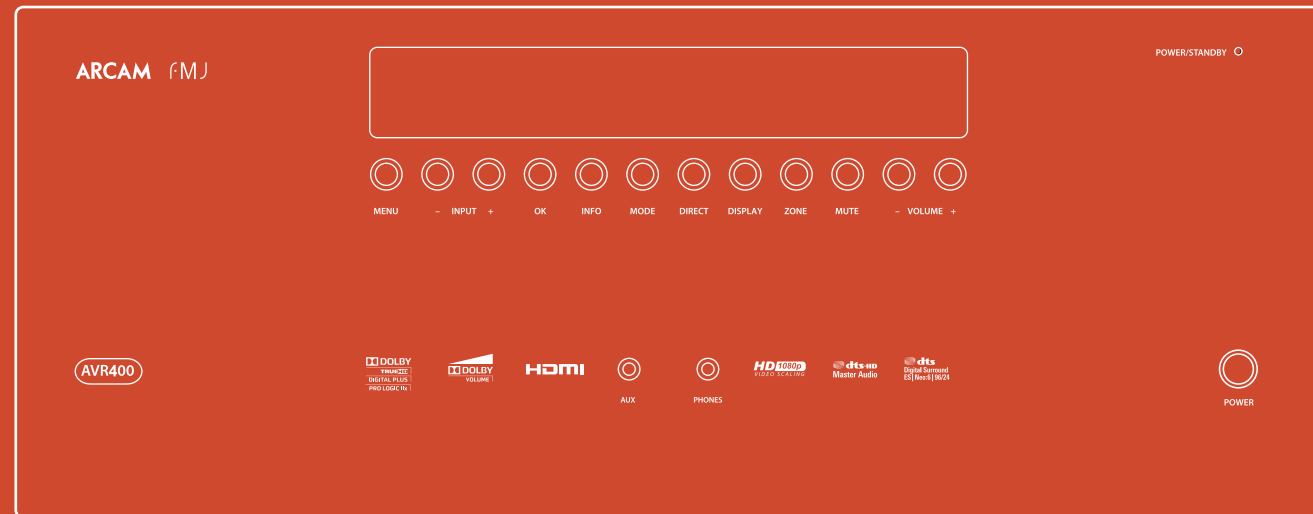 ARCAM FMJ
POWER/STANDBY
MENU
– INPUT +
OK
INFO
MODE
DIRECT
DISPLAY
ZONE
MUTE
– VOLUME +
AVR400
DOLBY
TRUEHD
DIGITAL PLUS
PRO LOGIC IIx
DOLBY
VOLUME
HDMI
AUX
PHONES
HD 1080p
VIDEO SCALING
dts-HD
Master Audio
dts
Digital Surround
ES | Neo:6 | 96/24
POWER